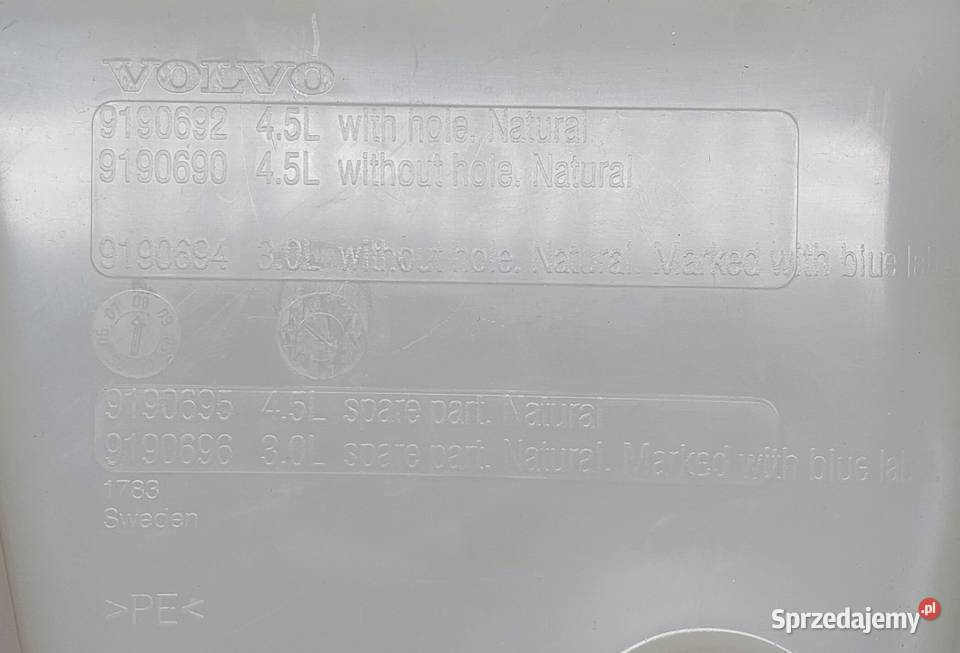 VOLVO
9190692 4.5L with hole. Natural
9190690 4.5L without hole. Natural
9190694 3.0L without hole. Natural. Marked with blue lab
9190695 4.5L spare part. Natural
9190696 3.0L spare part. Natural. Marked with blue lab
1783
Sweden
>PE<
Sprzedajemy.pl